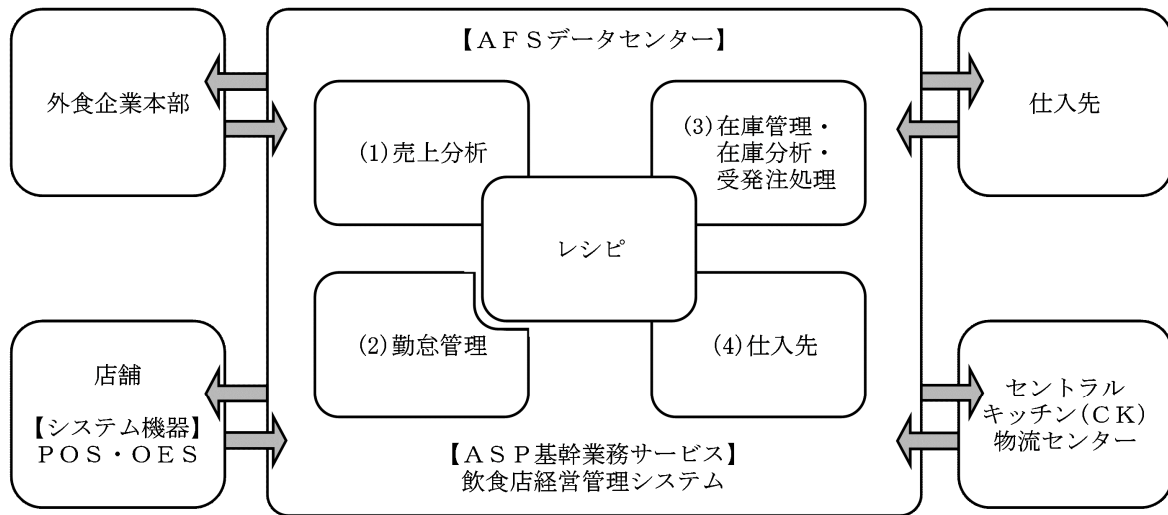 外食企業本部
店舗
【システム機器】
ＰＯＳ・ＯＥＳ
【ＡＦＳデータセンター】
(1)売上分析
(3)在庫管理・
在庫分析・
受発注処理
レシピ
(2)勤怠管理
(4)仕入先
【ＡＳＰ基幹業務サービス】
飲食店経営管理システム
仕入先
セントラル
キッチン(ＣＫ)
物流センター